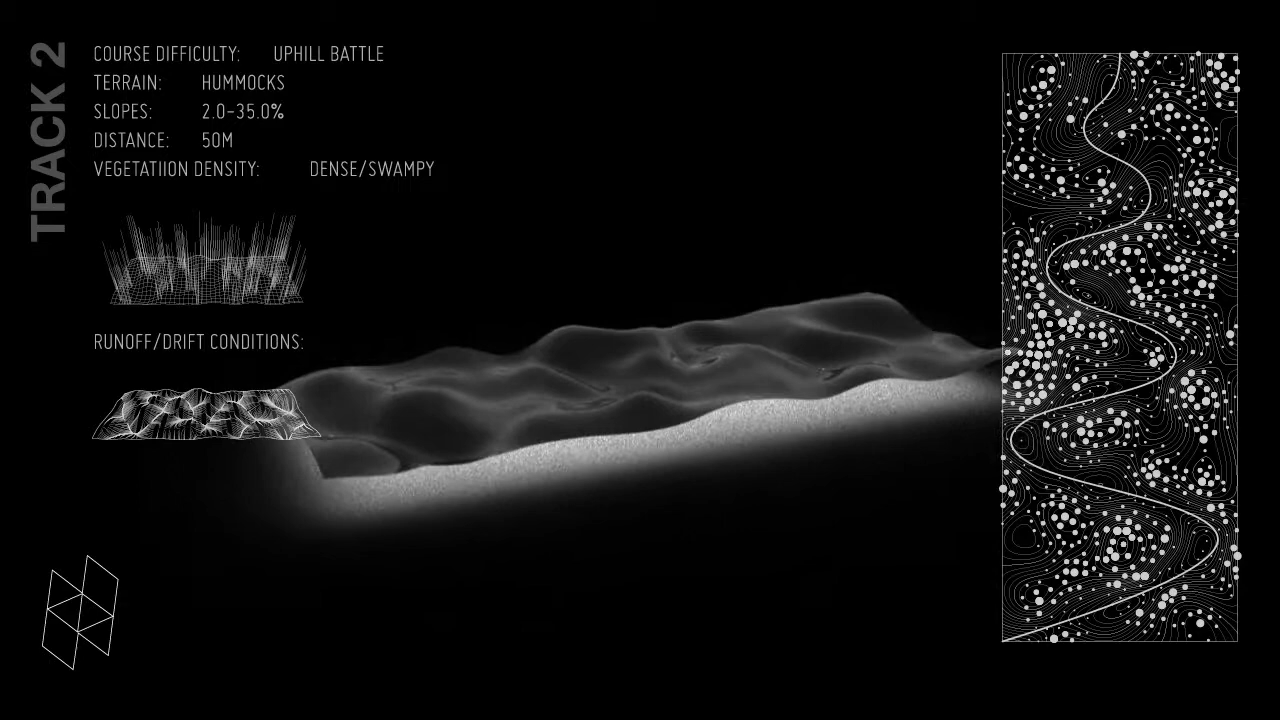 TRACK 2
COURSE DIFFICULTY: UPHILL BATTLE
TERRAIN: HUMMOCKS
SLOPES: 2.0-35.0%
DISTANCE: 50M
VEGETATIION DENSITY: DENSE/SWAMPY
RUNOFF/DRIFT CONDITIONS: